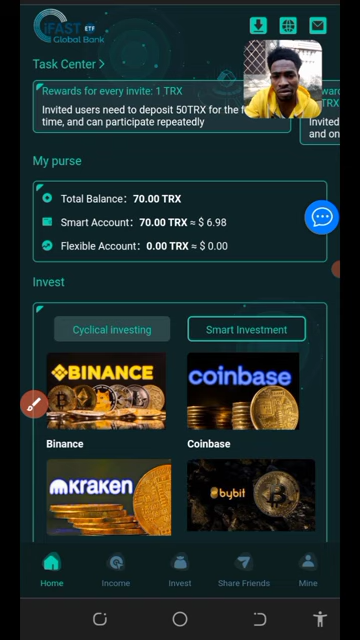 iFAST ETF
Global Bank
Task Center >
Rewards for every invite: 1 TRX
Invited users need to deposit 50TRX for the f
time, and can participate repeatedly
TRX
Invited
and on
My purse
Total Balance: 70.00 TRX
Smart Account: 70.00 TRX ≈ $ 6.98
Flexible Account: 0.00 TRX ≈ $ 0.00
Invest
Cyclical investing
Smart Investment
BINANCE
coinbase
Binance
Coinbase
kraken
bybit
Home
Income
Invest
Share Friends
Mine